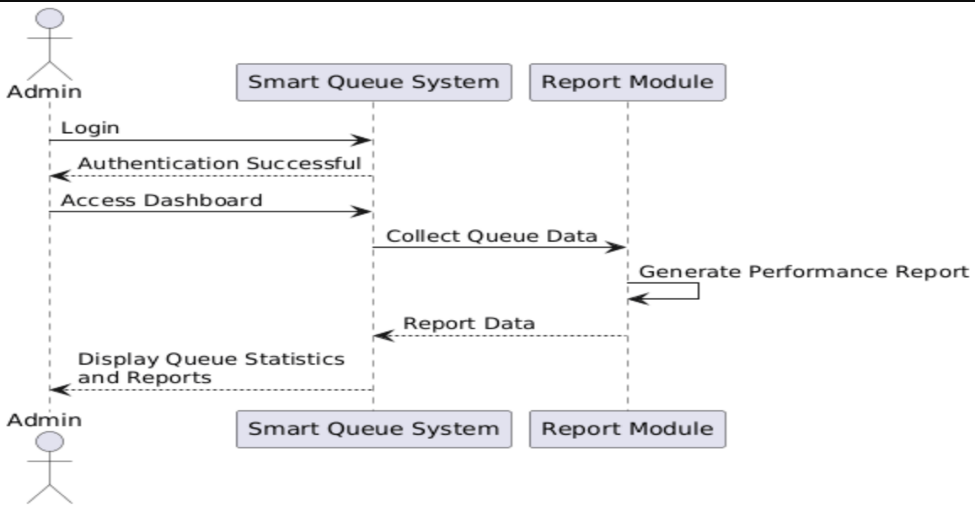 Admin
Smart Queue System
Report Module
Login
Authentication Successful
Access Dashboard
Collect Queue Data
Generate Performance Report
Report Data
Display Queue Statistics
and Reports
Admin
Smart Queue System
Report Module